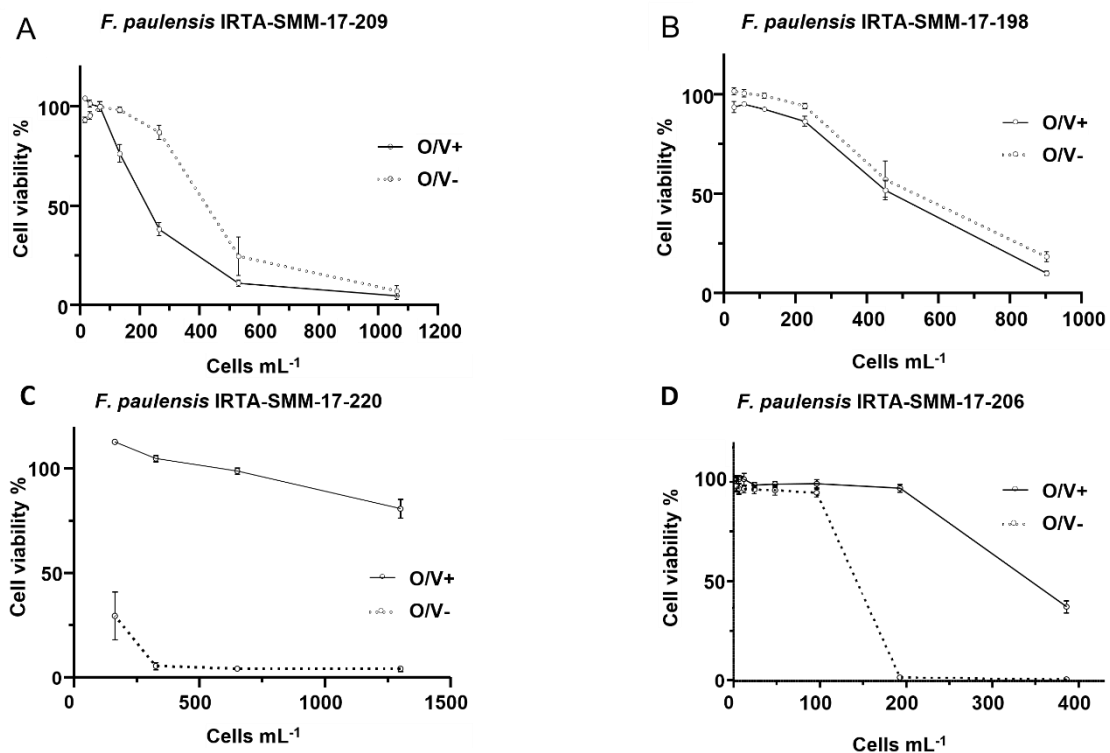 A
F. paulensis IRTA-SMM-17-209
Cell viability %
100
50
0
0 200 400 600 800 1000 1200
Cells mL-1
O/V+
O/V-
B
F. paulensis IRTA-SMM-17-198
Cell viability %
100
50
0
0 200 400 600 800 1000
Cells mL-1
O/V+
O/V-
C
F. paulensis IRTA-SMM-17-220
Cell viability %
100
50
0
0 500 1000 1500
Cells mL-1
O/V+
O/V-
D
F. paulensis IRTA-SMM-17-206
Cell viability %
100
50
0
0 100 200 300 400
Cells mL-1
O/V+
O/V-